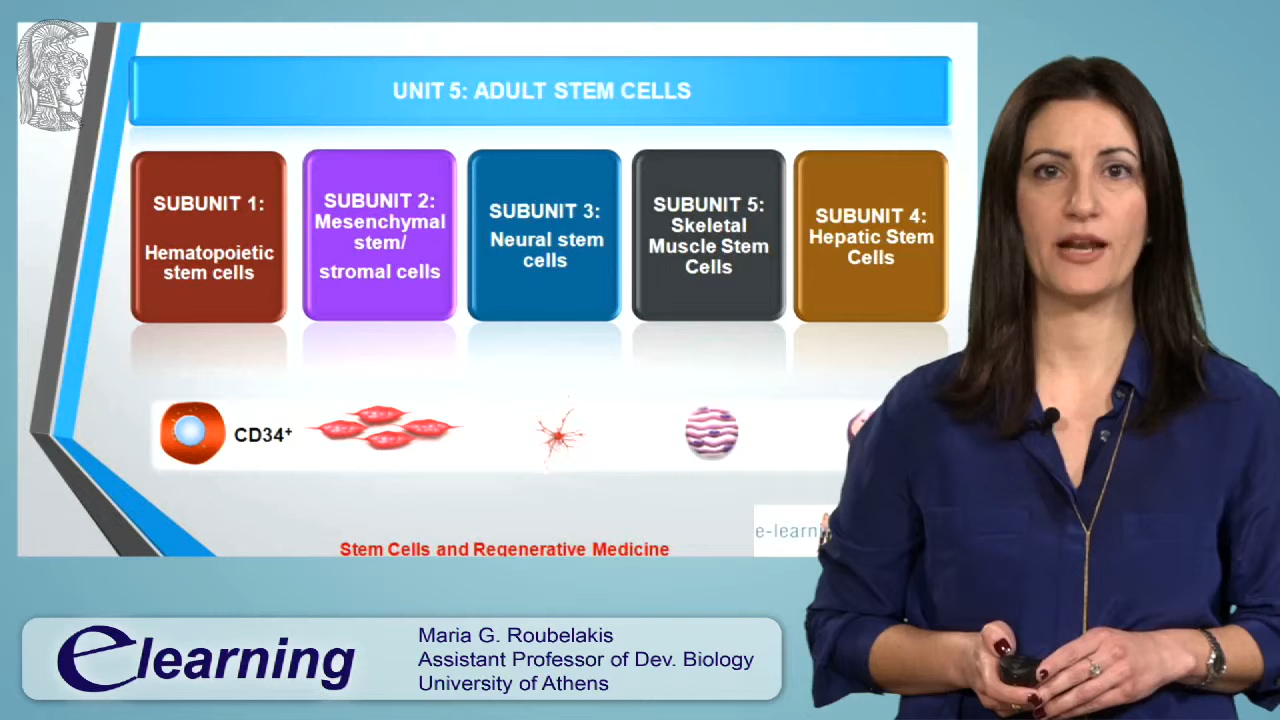 UNIT 5: ADULT STEM CELLS
SUBUNIT 1:
Hematopoietic
stem cells
SUBUNIT 2:
Mesenchymal
stem/
stromal cells
SUBUNIT 3:
Neural stem
cells
SUBUNIT 5:
Skeletal
Muscle Stem
Cells
SUBUNIT 4:
Hepatic Stem
Cells
CD34⁺
e-learni
Stem Cells and Regenerative Medicine
elearning
Maria G. Roubelakis
Assistant Professor of Dev. Biology
University of Athens